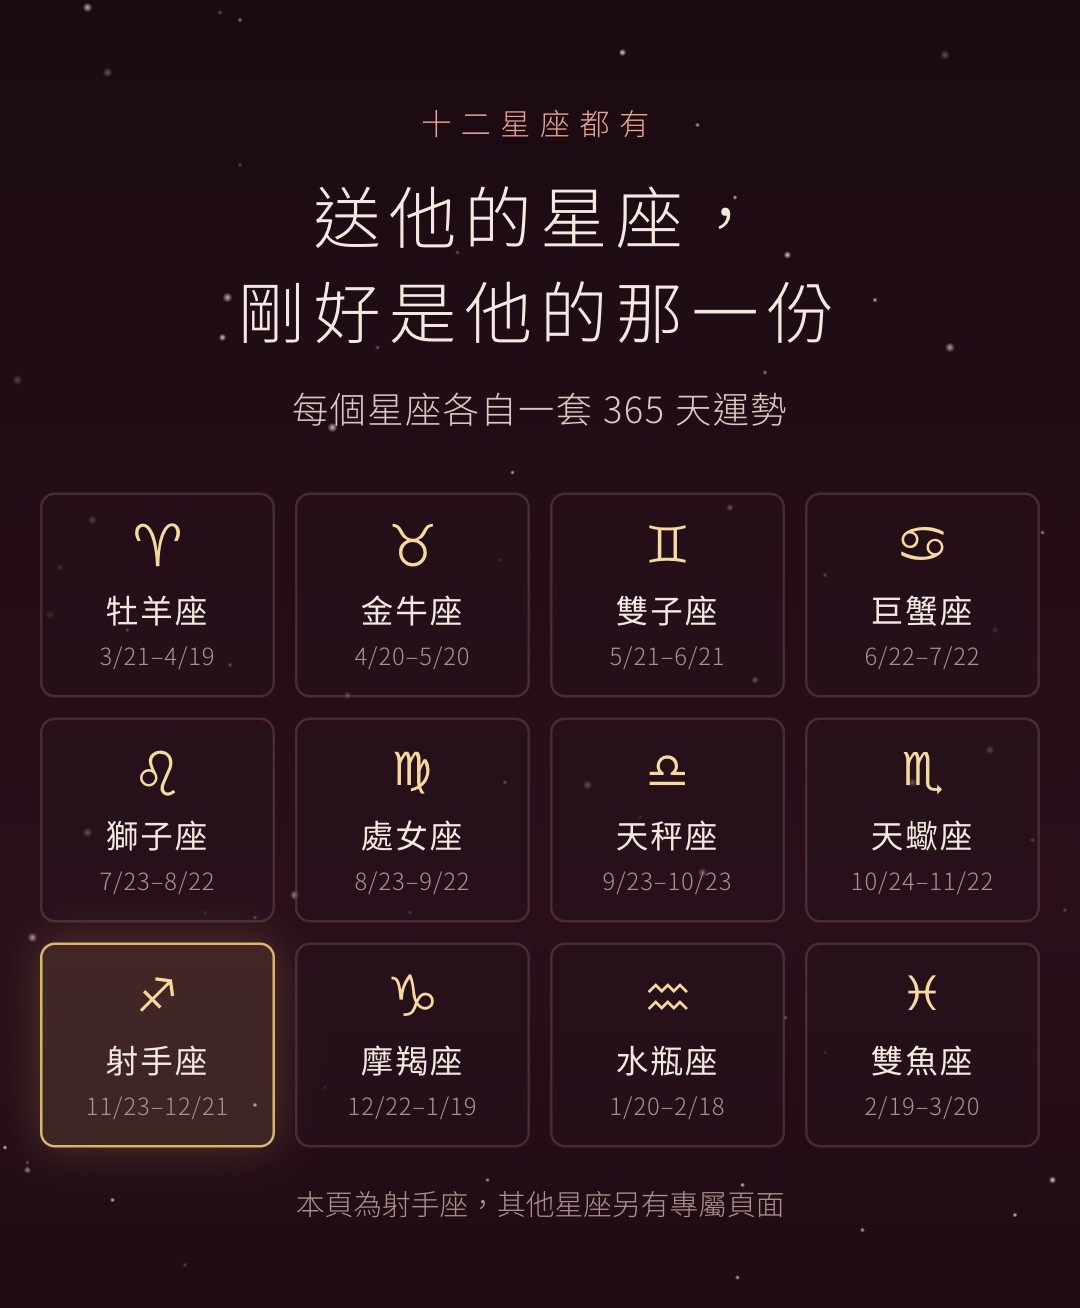 十二星座都有
送他的星座，
剛好是他的那一份
每個星座各自一套 365 天運勢
♈ ♉ ♊ ♋
牡羊座 金牛座 雙子座 巨蟹座
3/21–4/19 4/20–5/20 5/21–6/21 6/22–7/22
♌ ♍ ♎ ♏
獅子座 處女座 天秤座 天蠍座
7/23–8/22 8/23–9/22 9/23–10/23 10/24–11/22
♐ ♑ ♒ ♓
射手座 摩羯座 水瓶座 雙魚座
11/23–12/21 12/22–1/19 1/20–2/18 2/19–3/20
本頁為射手座，其他星座另有專屬頁面